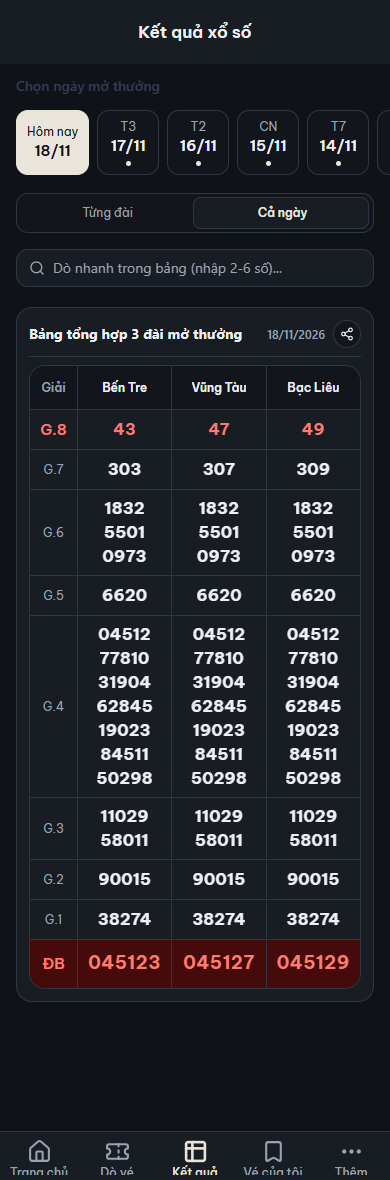 Kết quả xổ số
Chọn ngày mở thưởng
Hôm nay
18/11
T3
17/11
T2
16/11
CN
15/11
T7
14/11
Từng đài
Cả ngày
Dò nhanh trong bảng (nhập 2-6 số)...
Bảng tổng hợp 3 đài mở thưởng 18/11/2026
Giải Bến Tre Vũng Tàu Bạc Liêu
G.8 43 47 49
G.7 303 307 309
G.6
1832 1832 1832
5501 5501 5501
0973 0973 0973
G.5 6620 6620 6620
G.4
04512 04512 04512
77810 77810 77810
31904 31904 31904
62845 62845 62845
19023 19023 19023
84511 84511 84511
50298 50298 50298
G.3
11029 11029 11029
58011 58011 58011
G.2 90015 90015 90015
G.1 38274 38274 38274
ĐB 045123 045127 045129
Trang chủ Dò vé Kết quả Vé của tôi Thêm